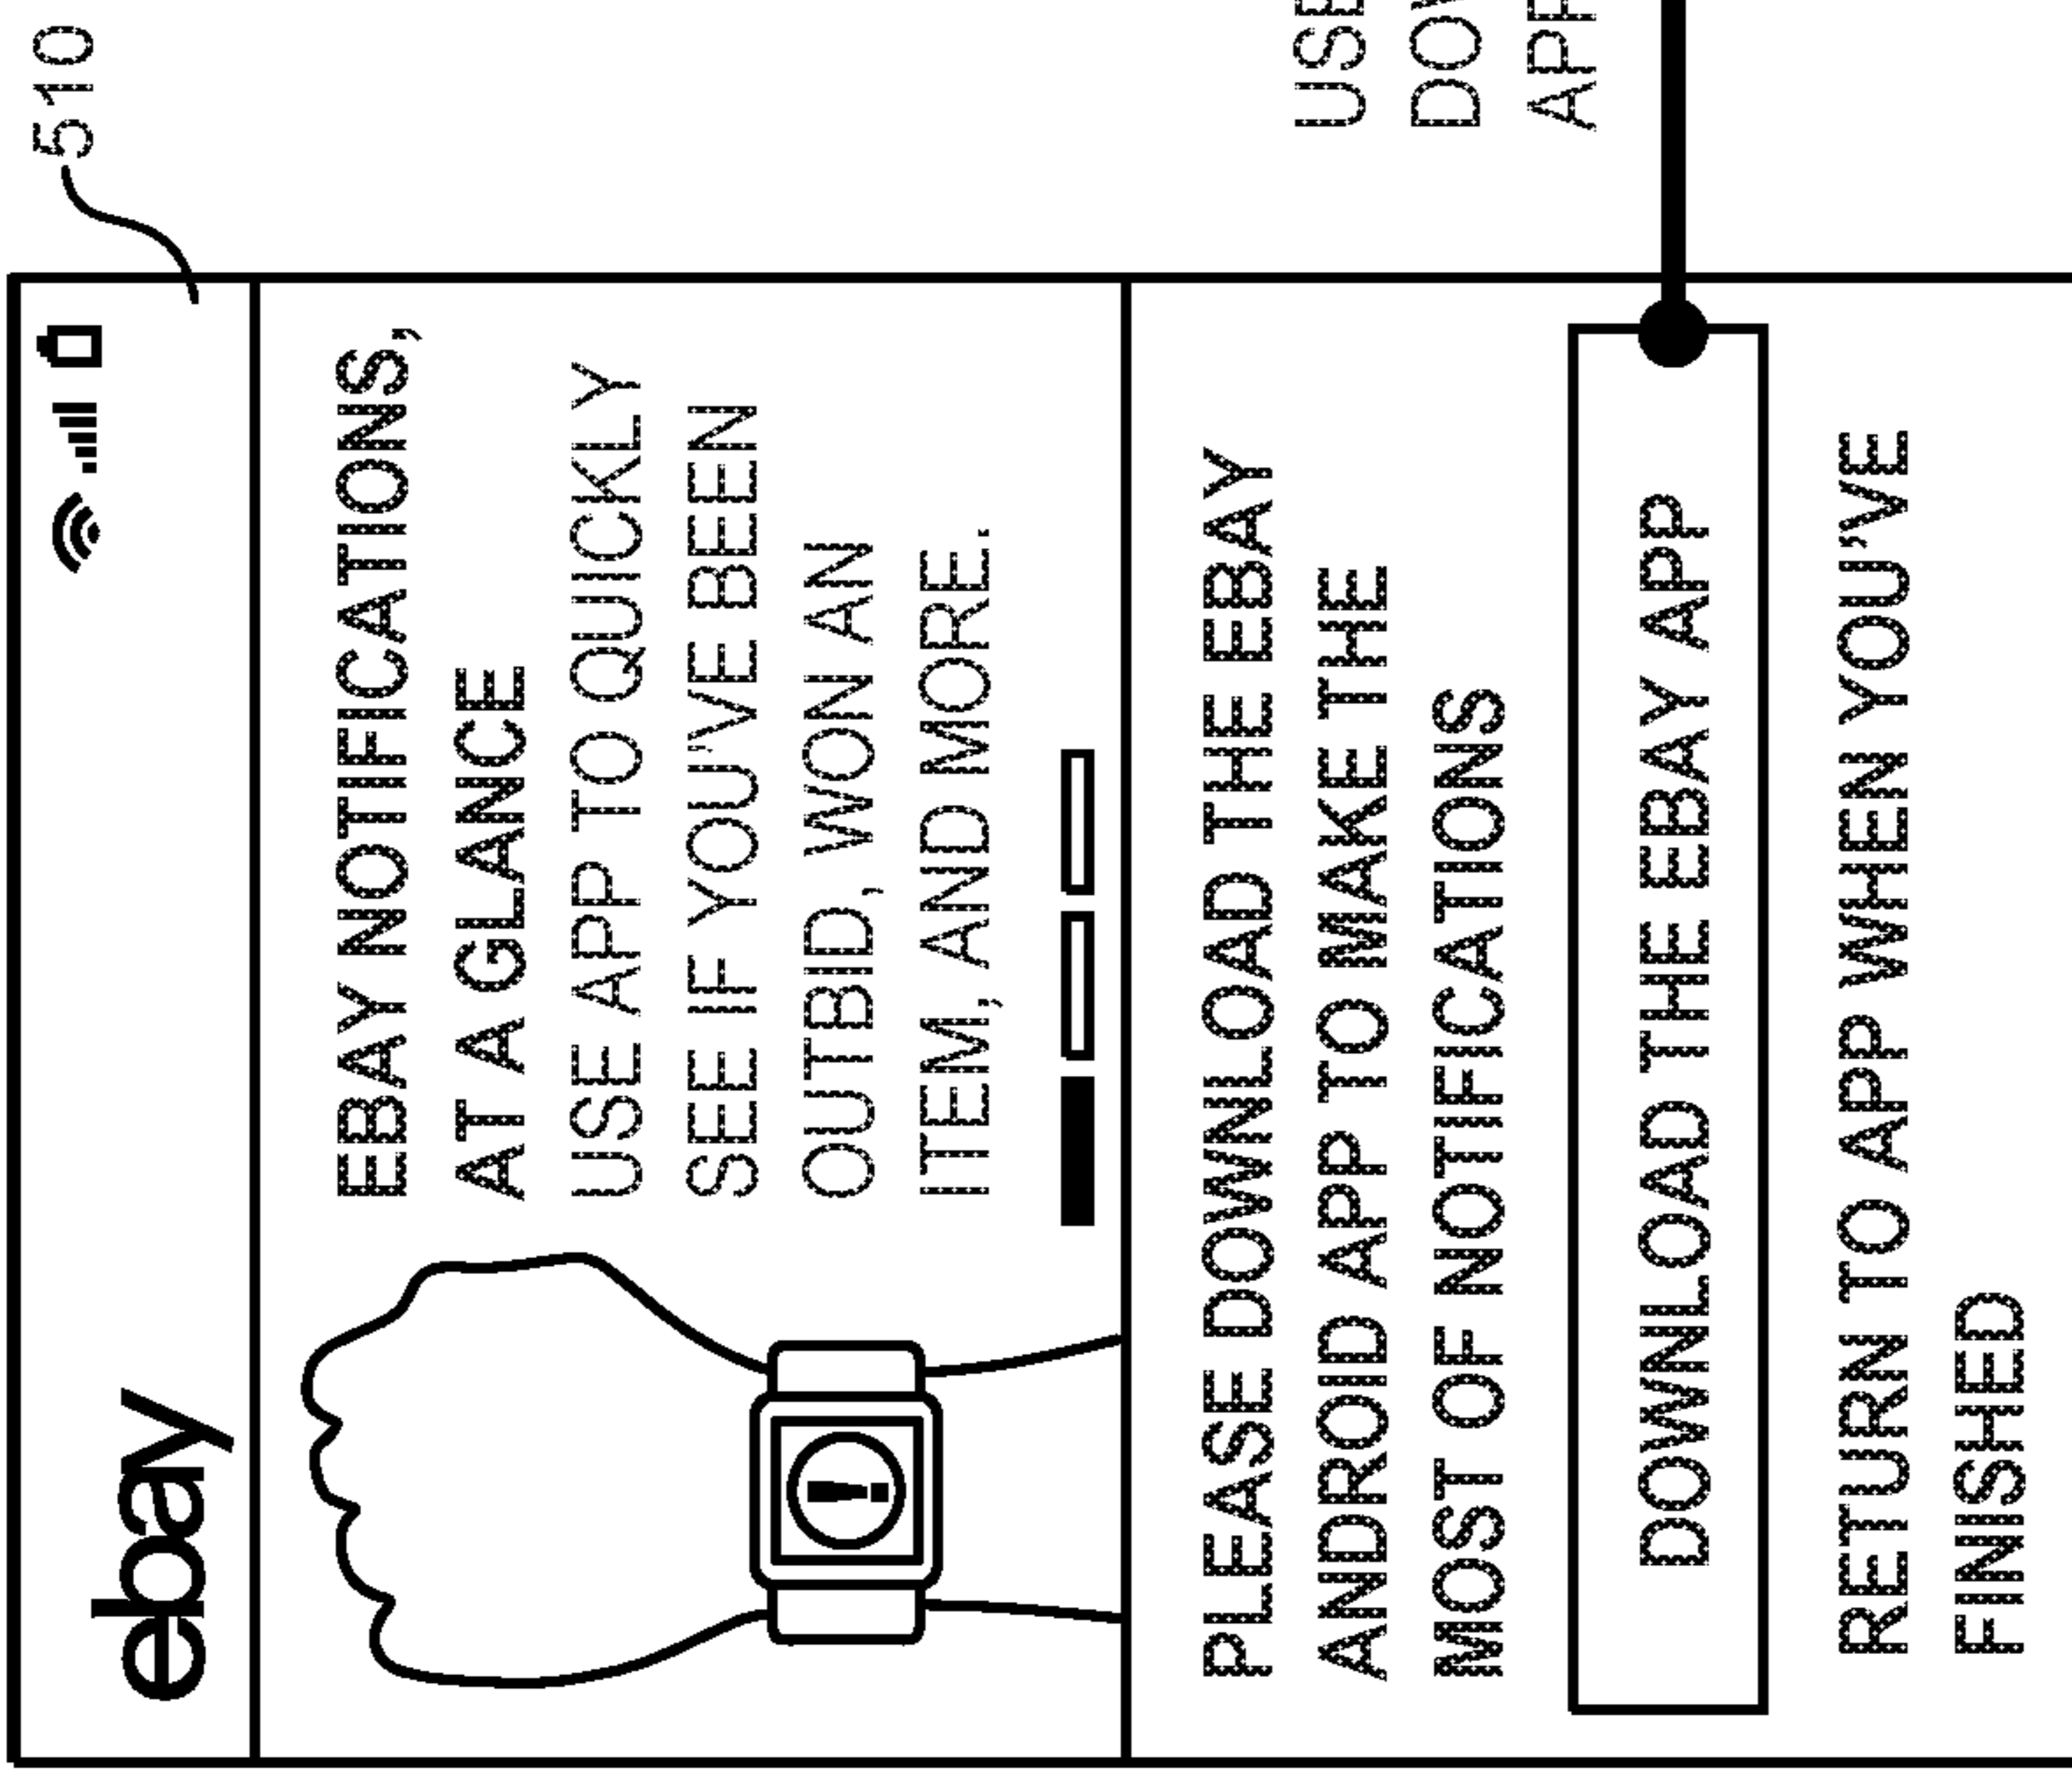 510
ebay
EBAY NOTIFICATIONS,
AT A GLANCE
USE APP TO QUICKLY
SEE IF YOU'VE BEEN
OUTBID, WON AN
ITEM, AND MORE.
PLEASE DOWNLOAD THE EBAY
ANDROID APP TO MAKE THE
MOST OF NOTIFICATIONS
DOWNLOAD THE EBAY APP
RETURN TO APP WHEN YOU'VE
FINISHED